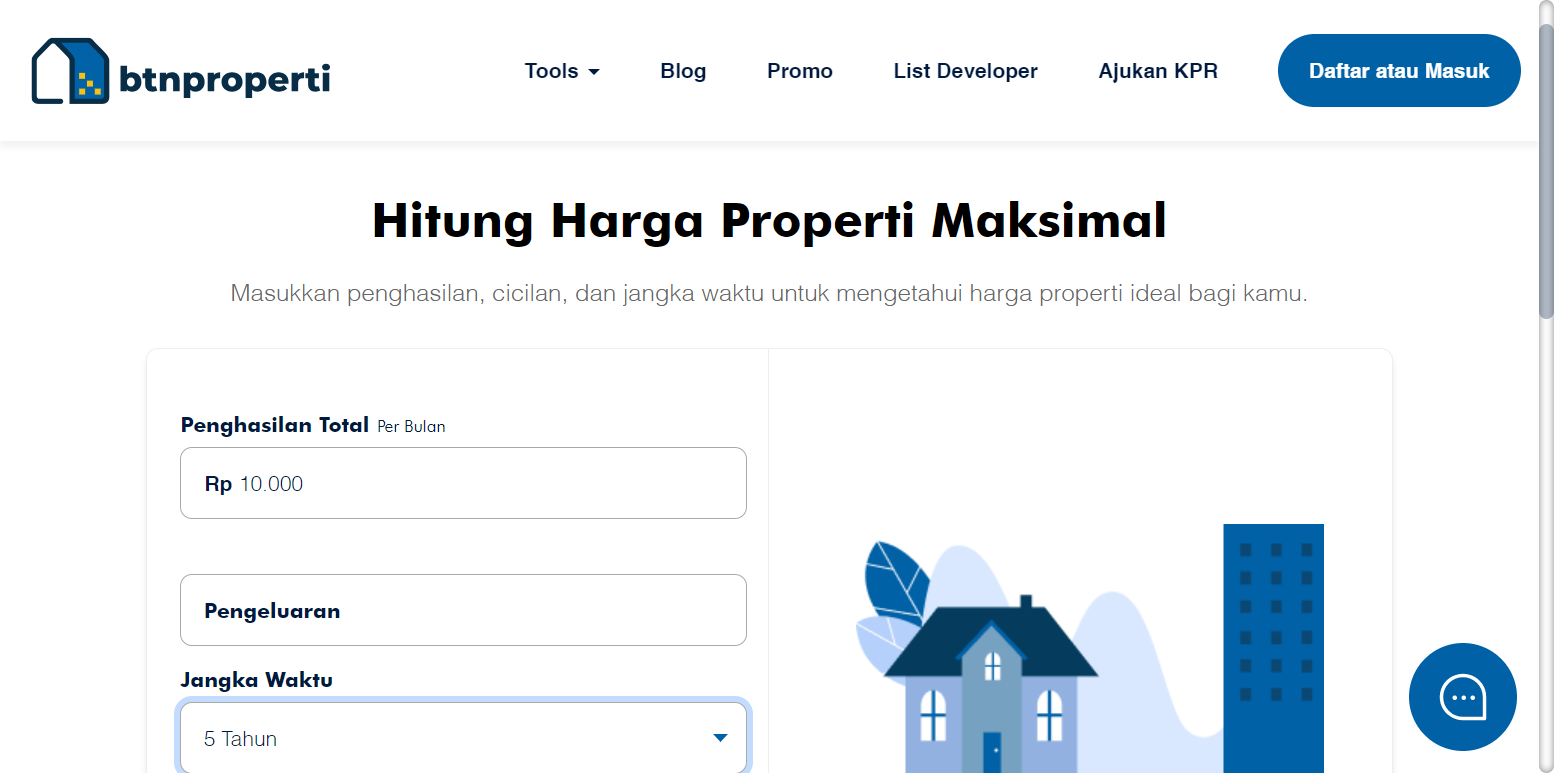 btnproperti
Tools
Blog
Promo
List Developer
Ajukan KPR
Daftar atau Masuk
Hitung Harga Properti Maksimal
Masukkan penghasilan, cicilan, dan jangka waktu untuk mengetahui harga properti ideal bagi kamu.
Penghasilan Total Per Bulan
Rp 10.000
Pengeluaran
Jangka Waktu
5 Tahun